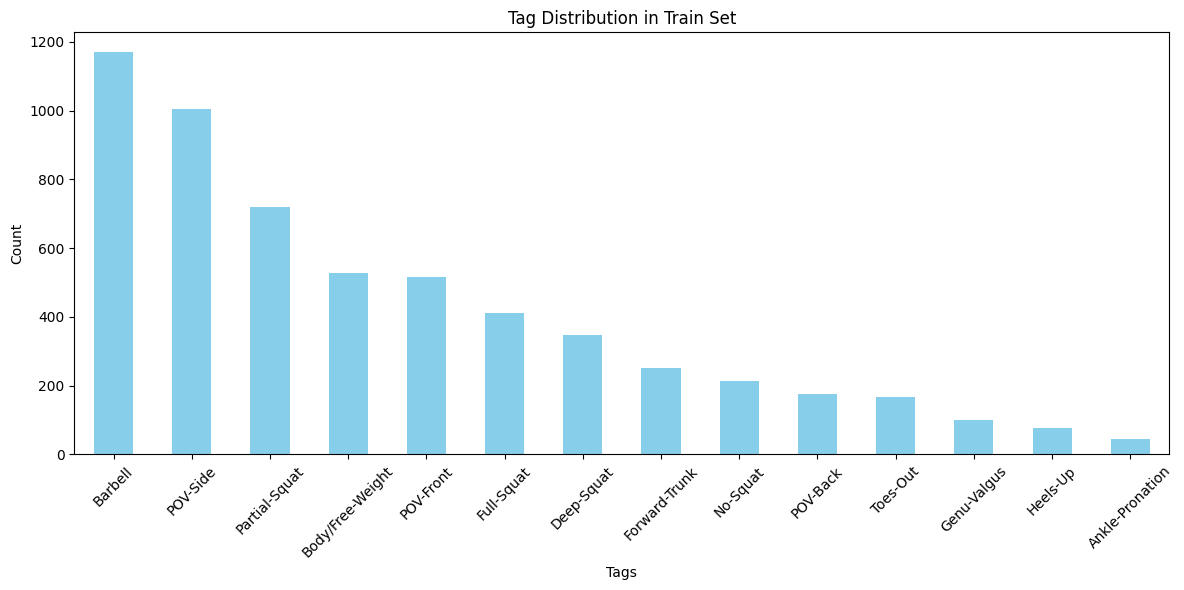 Tag Distribution in Train Set
1200
1000
800
600
400
200
0
Count
Barbell
POV-Side
Partial-Squat
Body/Free-Weight
POV-Front
Full-Squat
Deep-Squat
Forward-Trunk
No-Squat
POV-Back
Toes-Out
Genu-Valgus
Heels-Up
Ankle-Pronation
Tags